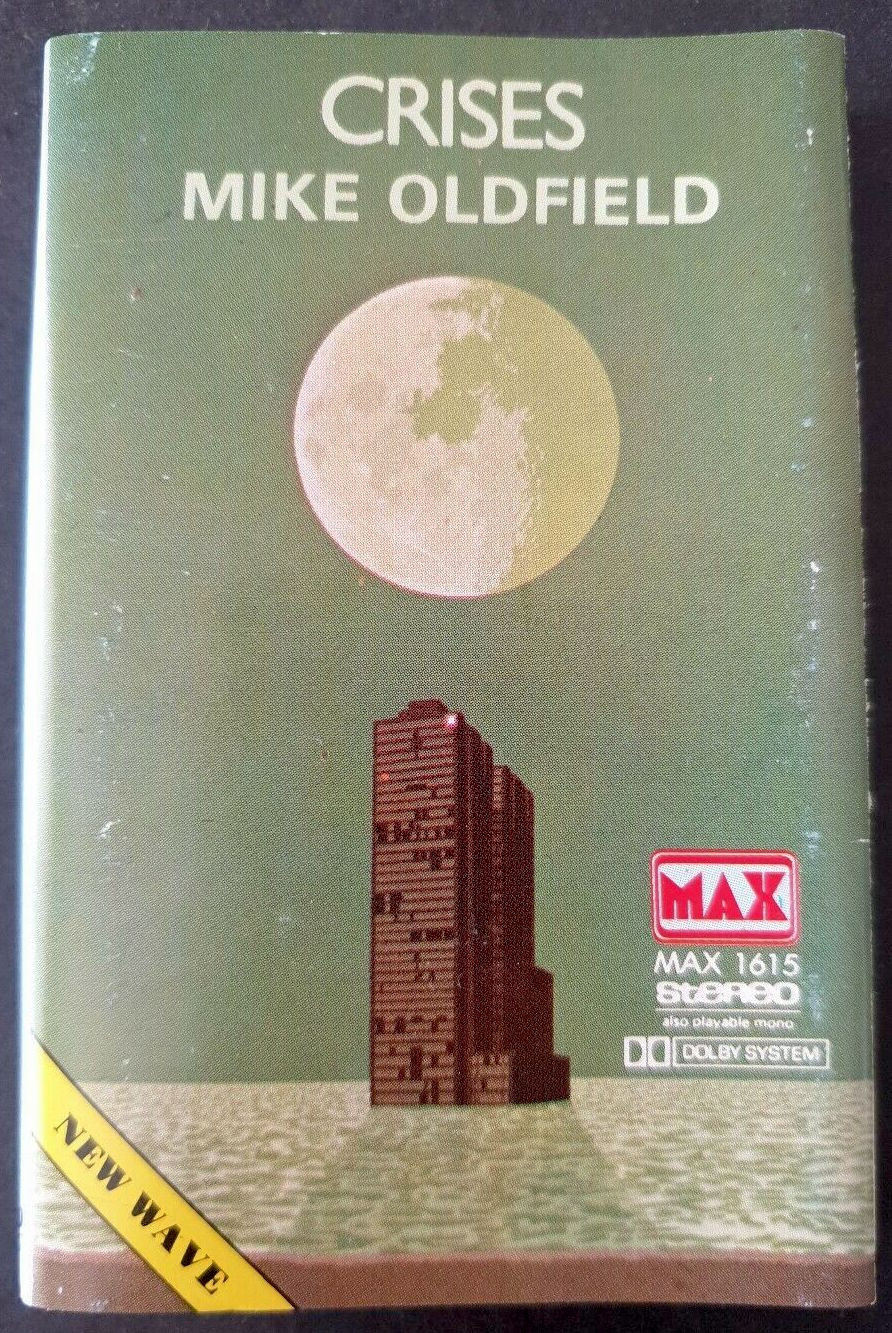 CRISES
MIKE OLDFIELD
MAX
MAX 1615
stereo
also playable mono
DOLBY SYSTEM
NEW WAVE